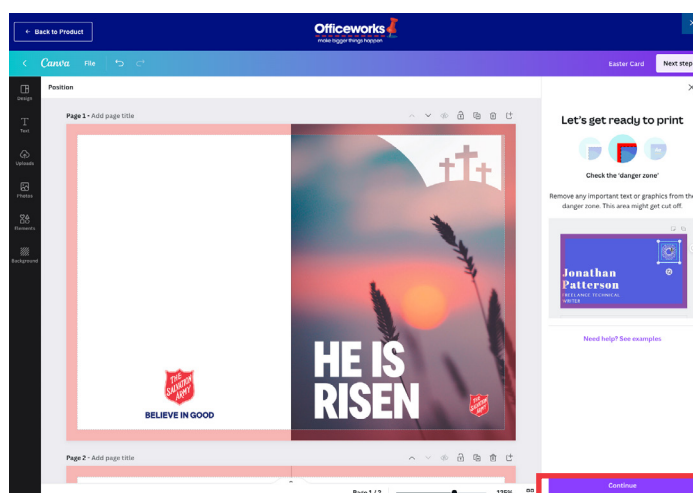 ← Back to Product
Officeworks
make bigger things happen
Canva
File
Easter Card
Next step
Design
Text
Uploads
Photos
Elements
Background
Position
Page 1 - Add page title
THE
SALVATION
ARMY
BELIEVE IN GOOD
HE IS
RISEN
THE
SALVATION
ARMY
Page 2 - Add page title
Page 1 / 2
135%
Let's get ready to print
Check the 'danger zone'
Remove any important text or graphics from the
danger zone. This area might get cut off.
Jonathan
Patterson
FREELANCE TECHNICAL
WRITER
Need help? See examples
Continue